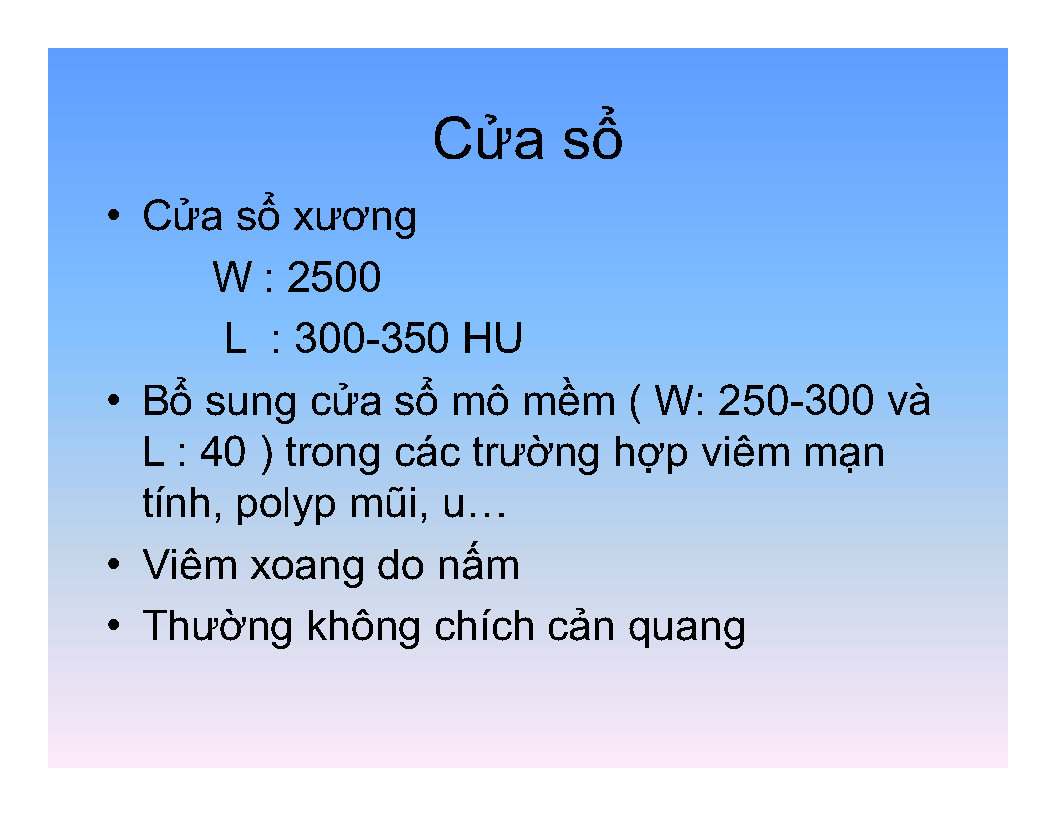 Cửa sổ
• Cửa sổ xương
W : 2500
L : 300-350 HU
• Bổ sung cửa sổ mô mềm ( W: 250-300 và
L : 40 ) trong các trường hợp viêm mạn
tính, polyp mũi, u…
• Viêm xoang do nấm
• Thường không chích cản quang